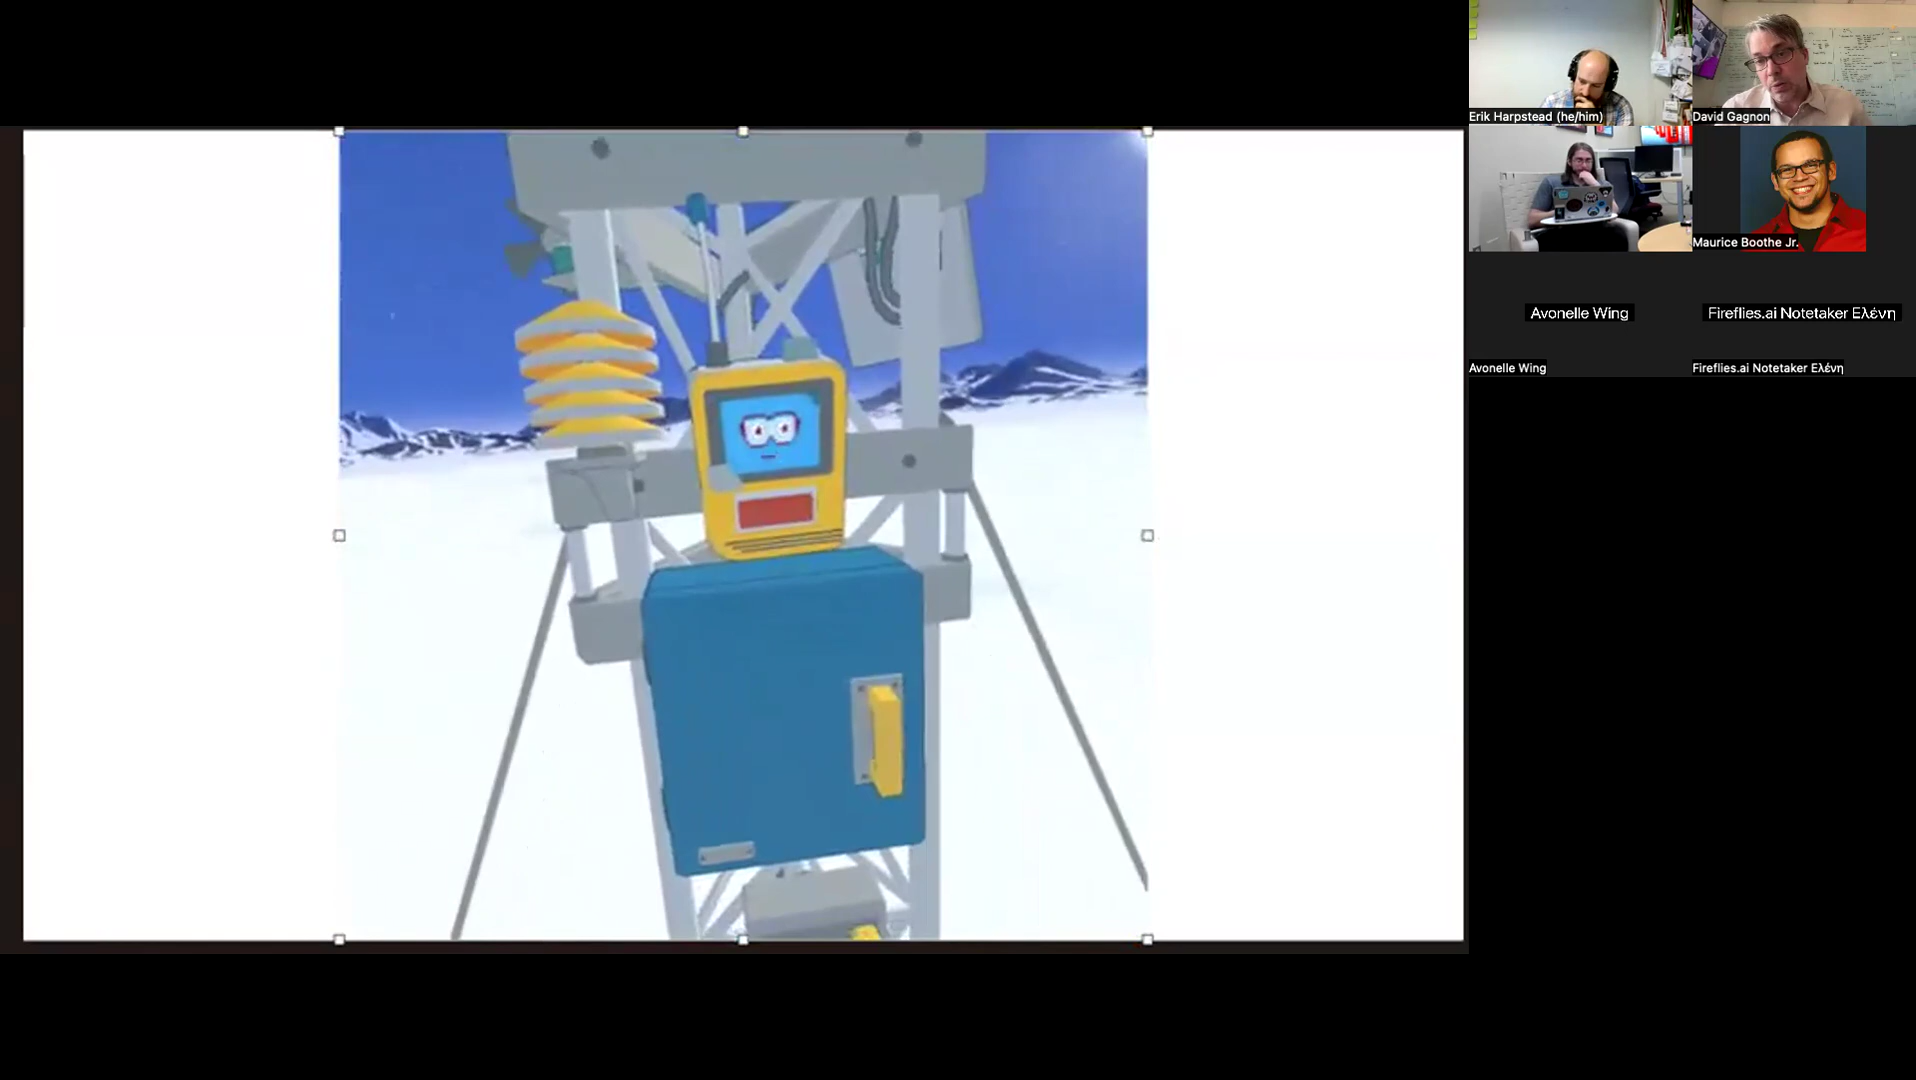 Erik Harpstead (he/him)
David Gagnon
Maurice Boothe Jr.
Avonelle Wing
Fireflies.ai Notetaker Ελένη
Avonelle Wing
Fireflies.ai Notetaker Ελένη